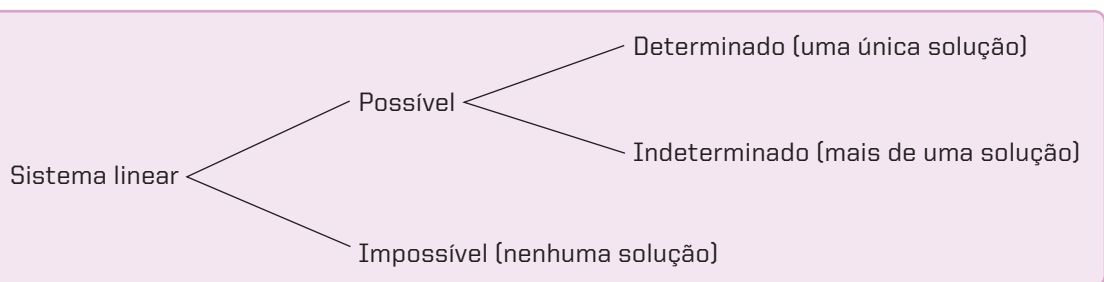 Determinado (uma única solução)
Possível
Indeterminado (mais de uma solução)
Sistema linear
Impossível (nenhuma solução)